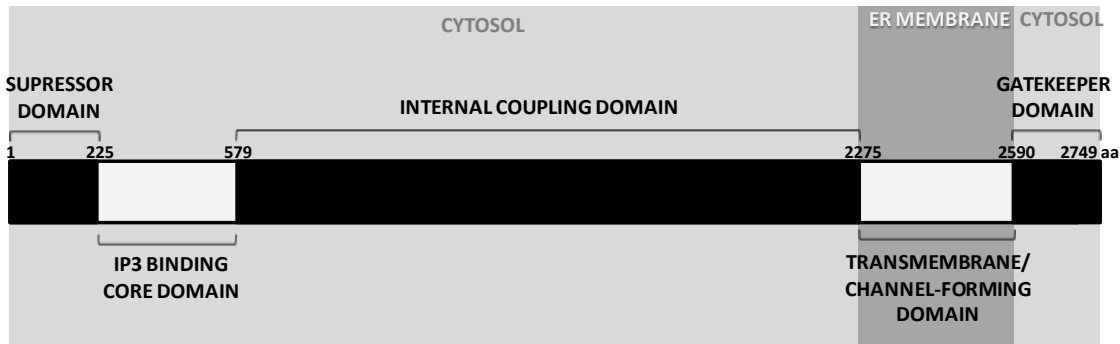 CYTOSOL
ER MEMBRANE
CYTOSOL
SUPRESSOR
DOMAIN
INTERNAL COUPLING DOMAIN
GATEKEEPER
DOMAIN
1 225 579 2275 2590 2749 aa
IP3 BINDING
CORE DOMAIN
TRANSMEMBRANE/
CHANNEL-FORMING
DOMAIN